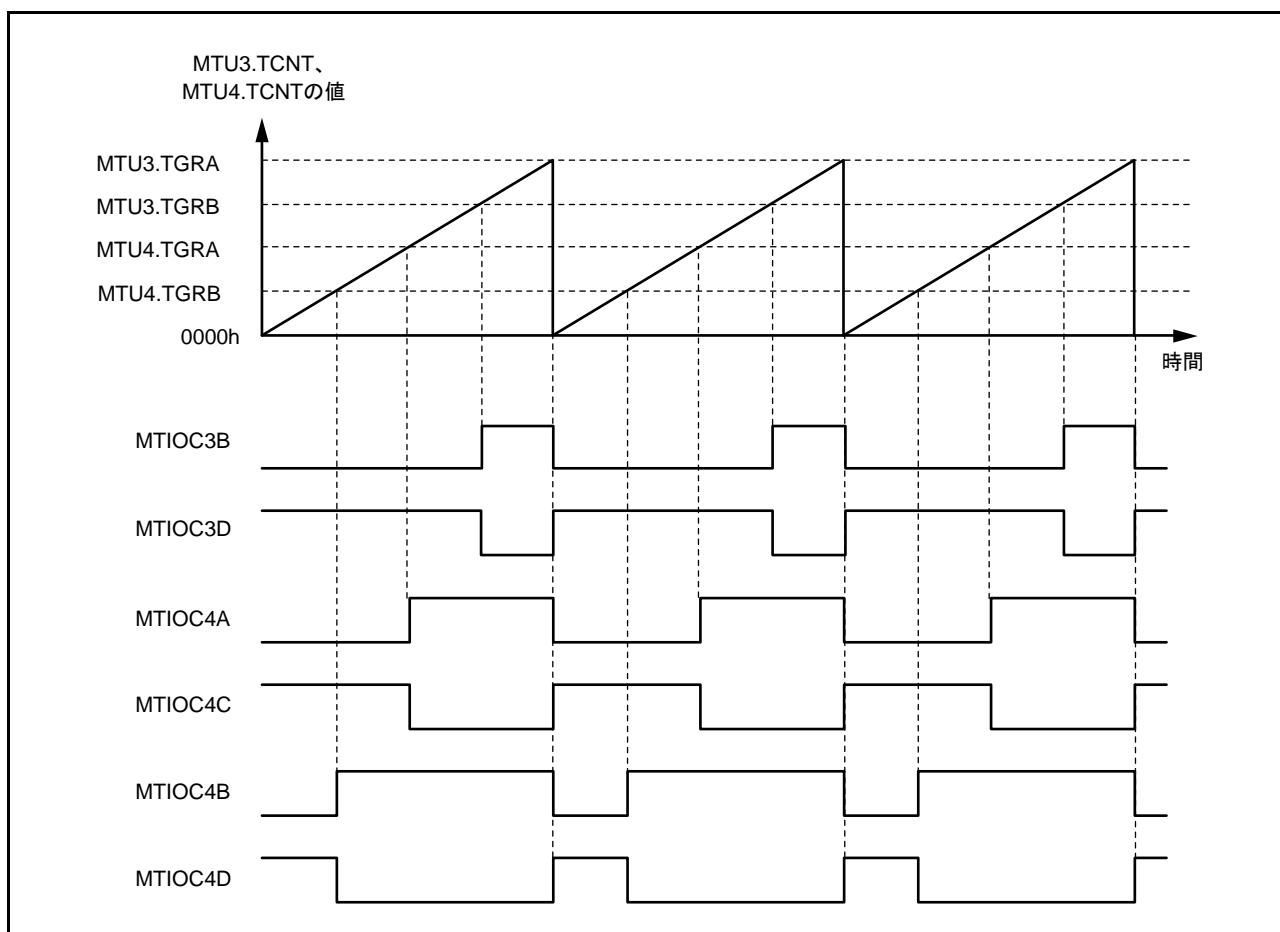 MTU3.TCNT、
MTU4.TCNTの値
MTU3.TGRA
MTU3.TGRB
MTU4.TGRA
MTU4.TGRB
0000h
時間
MTIOC3B
MTIOC3D
MTIOC4A
MTIOC4C
MTIOC4B
MTIOC4D